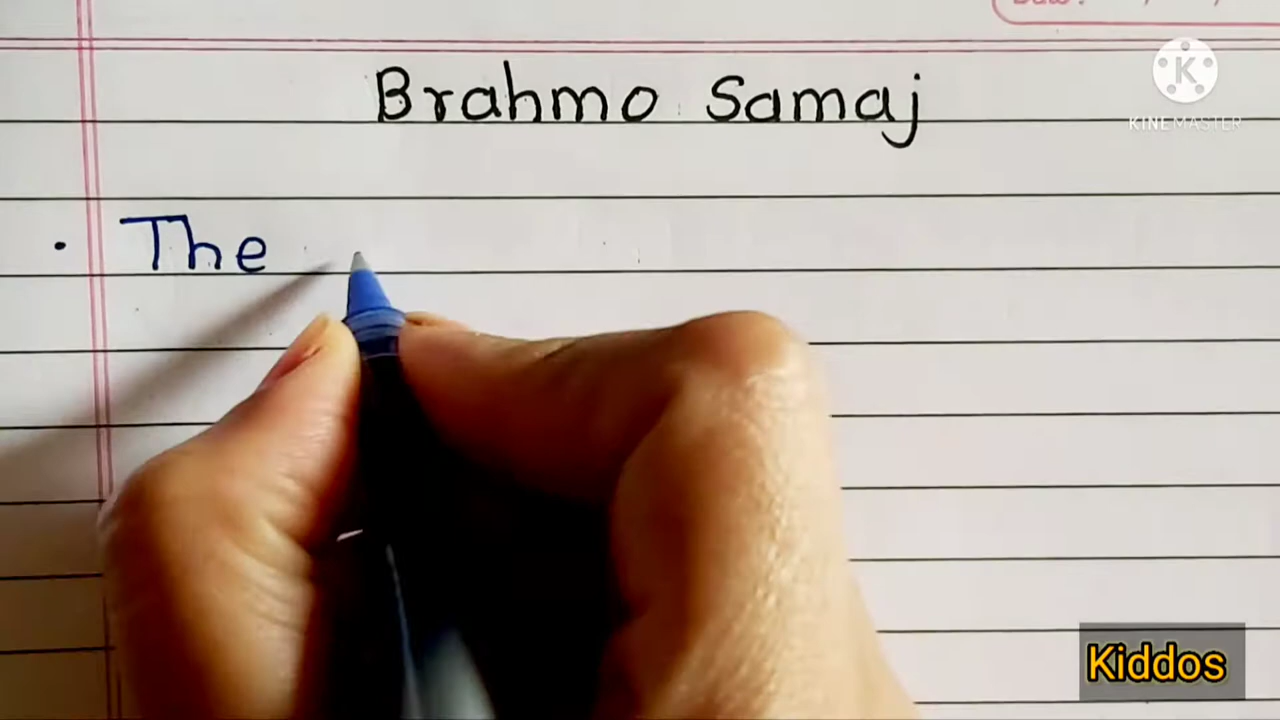 Brahmo Samaj
K
KINEMASTER
• The
Kiddos